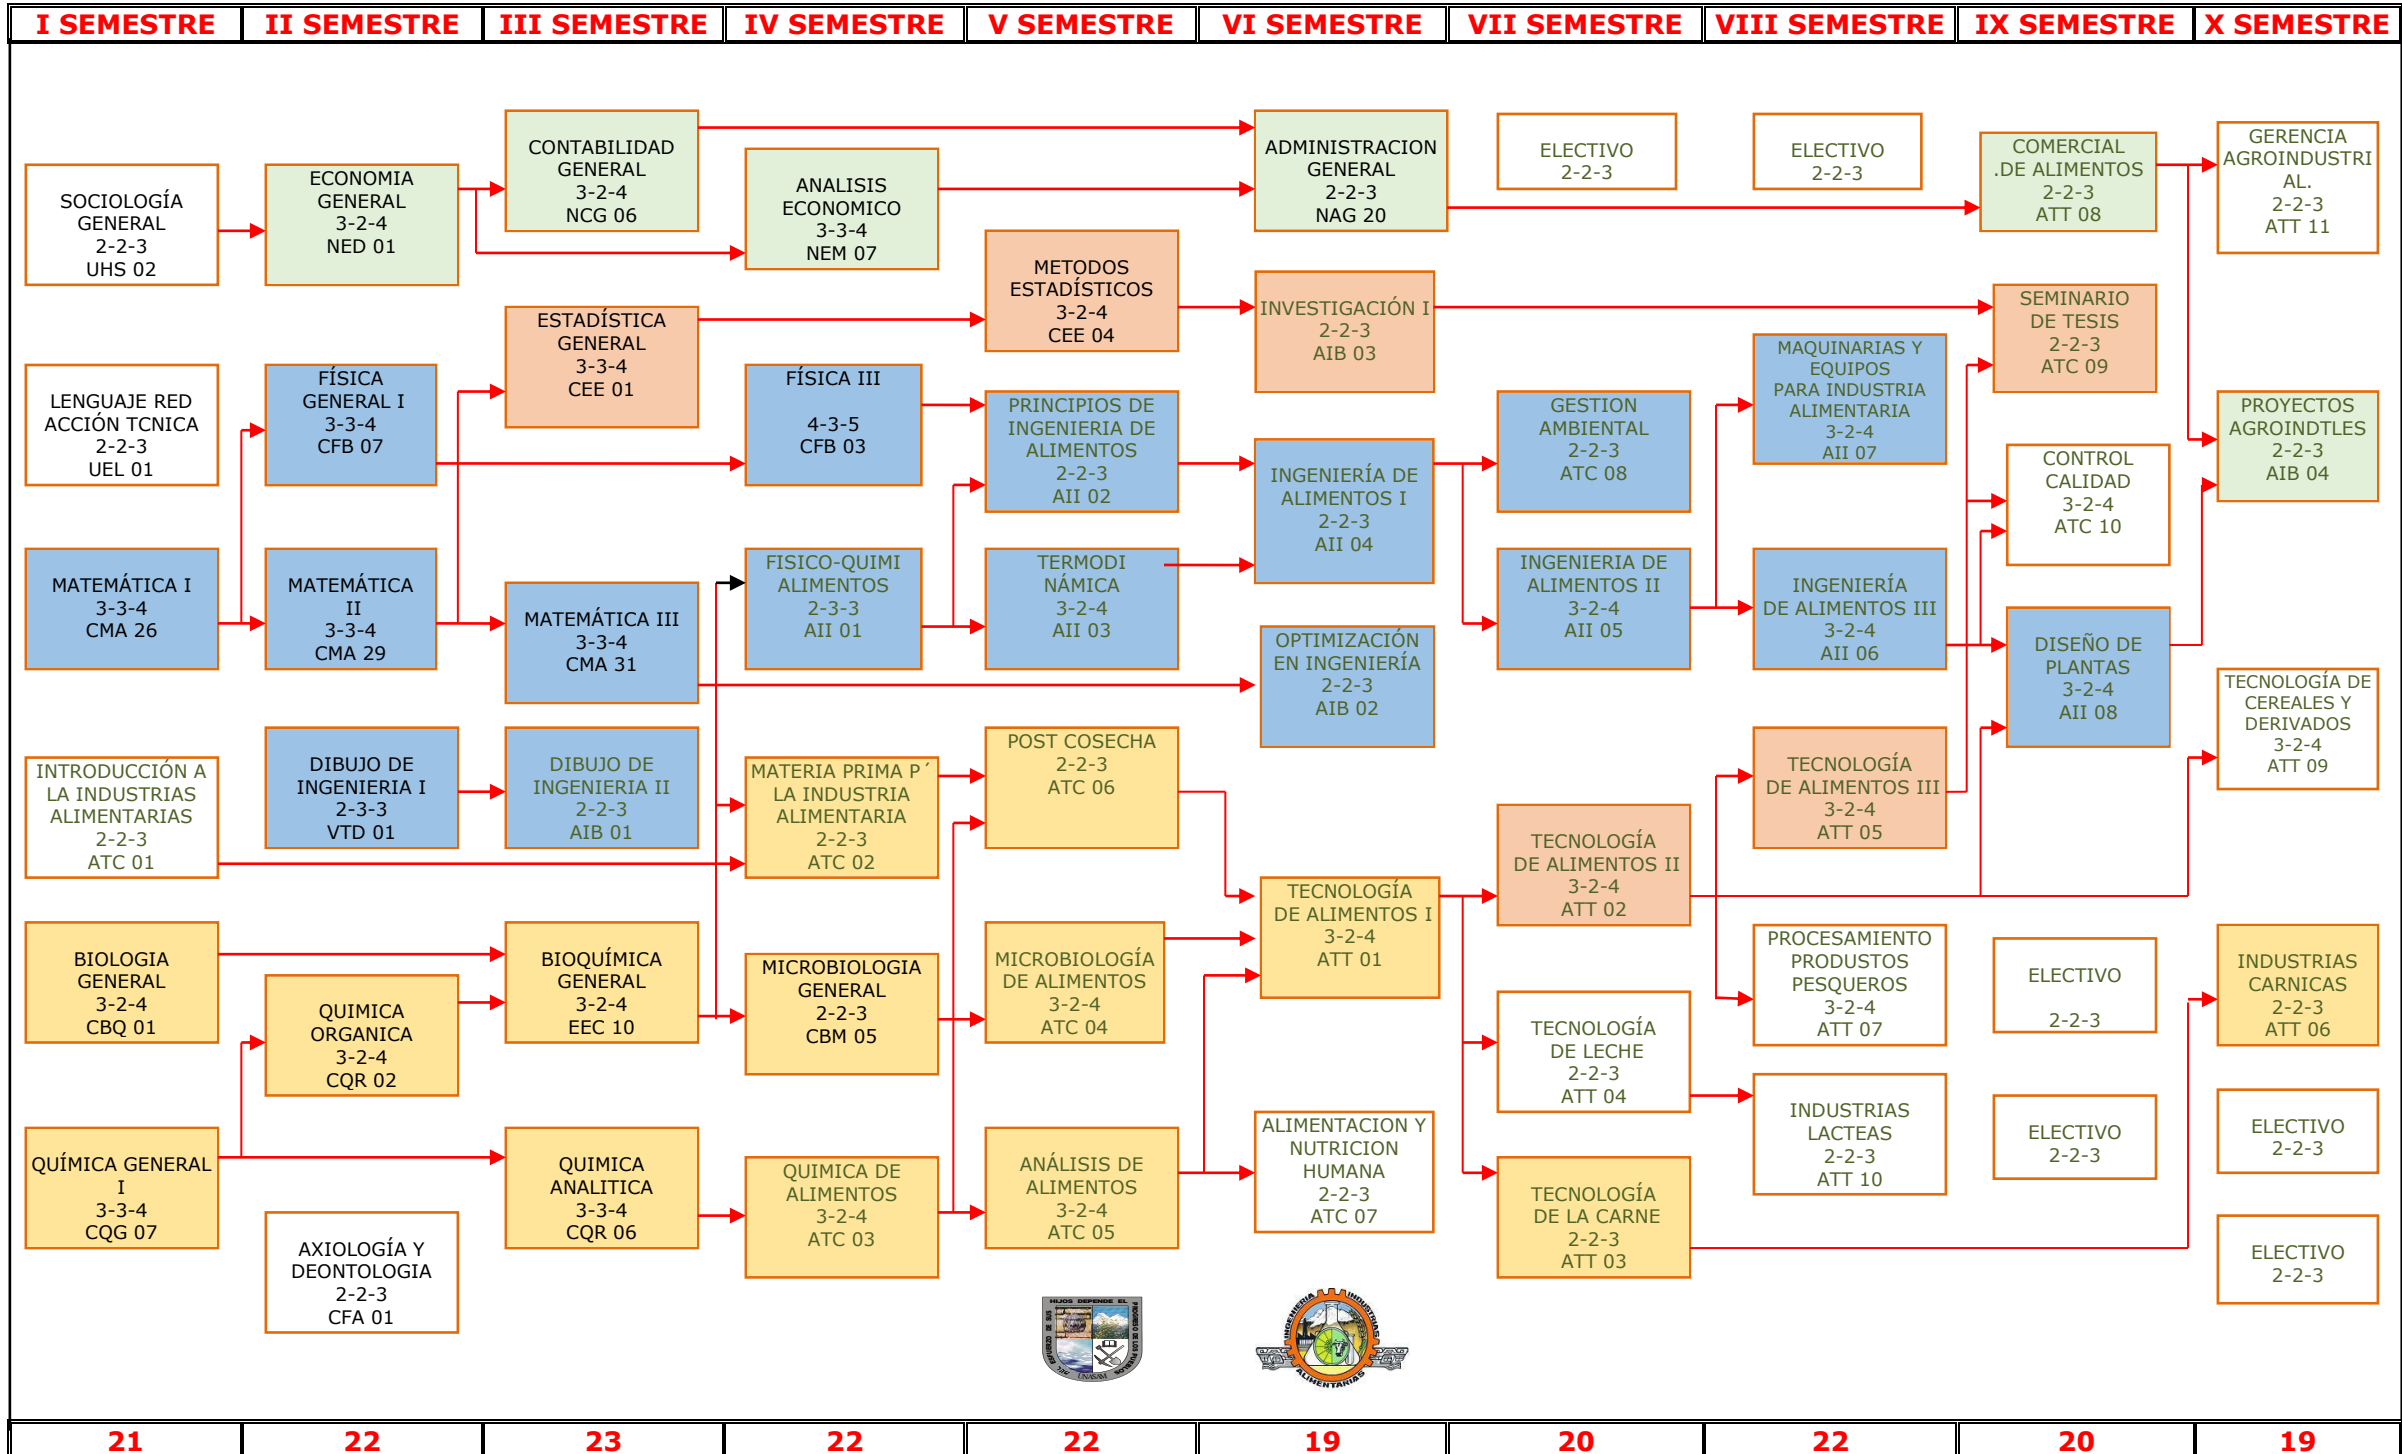 I SEMESTRE
II SEMESTRE
III SEMESTRE
IV SEMESTRE
V SEMESTRE
VI SEMESTRE
VII SEMESTRE
VIII SEMESTRE
IX SEMESTRE
X SEMESTRE
SOCIOLOGÍA
GENERAL
2-2-3
UHS 02
LENGUAJE RED
ACCIÓN TCNICA
2-2-3
UEL 01
MATEMÁTICA I
3-3-4
CMA 26
INTRODUCCIÓN A
LA INDUSTRIAS
ALIMENTARIAS
2-2-3
ATC 01
BIOLOGIA
GENERAL
3-2-4
CBQ 01
QUÍMICA GENERAL
I
3-3-4
CQG 07
ECONOMIA
GENERAL
3-2-4
NED 01
FÍSICA
GENERAL I
3-3-4
CFB 07
MATEMÁTICA
II
3-3-4
CMA 29
DIBUJO DE
INGENIERIA I
2-3-3
VTD 01
QUIMICA
ORGANICA
3-2-4
CQR 02
AXIOLOGÍA Y
DEONTOLOGIA
2-2-3
CFA 01
CONTABILIDAD
GENERAL
3-2-4
NCG 06
ESTADÍSTICA
GENERAL
3-3-4
CEE 01
MATEMÁTICA III
3-3-4
CMA 31
DIBUJO DE
INGENIERIA II
2-2-3
AIB 01
BIOQUÍMICA
GENERAL
3-2-4
EEC 10
QUIMICA
ANALITICA
3-3-4
CQR 06
ANALISIS
ECONOMICO
3-3-4
NEM 07
FÍSICA III
4-3-5
CFB 03
FISICO-QUIMI
ALIMENTOS
2-3-3
AII 01
MATERIA PRIMA P´
LA INDUSTRIA
ALIMENTARIA
2-2-3
ATC 02
MICROBIOLOGIA
GENERAL
2-2-3
CBM 05
QUIMICA DE
ALIMENTOS
3-2-4
ATC 03
METODOS
ESTADÍSTICOS
3-2-4
CEE 04
PRINCIPIOS DE
INGENIERIA DE
ALIMENTOS
2-2-3
AII 02
TERMODI
NÁMICA
3-2-4
AII 03
POST COSECHA
2-2-3
ATC 06
MICROBIOLOGÍA
DE ALIMENTOS
3-2-4
ATC 04
ANÁLISIS DE
ALIMENTOS
3-2-4
ATC 05
ADMINISTRACION
GENERAL
2-2-3
NAG 20
INVESTIGACIÓN I
2-2-3
AIB 03
INGENIERÍA DE
ALIMENTOS I
2-2-3
AII 04
OPTIMIZACIÓN
EN INGENIERÍA
2-2-3
AIB 02
TECNOLOGÍA
DE ALIMENTOS I
3-2-4
ATT 01
ALIMENTACION Y
NUTRICION
HUMANA
2-2-3
ATC 07
ELECTIVO
2-2-3
GESTION
AMBIENTAL
2-2-3
ATC 08
INGENIERIA DE
ALIMENTOS II
3-2-4
AII 05
TECNOLOGÍA
DE ALIMENTOS II
3-2-4
ATT 02
TECNOLOGÍA
DE LECHE
2-2-3
ATT 04
TECNOLOGÍA
DE LA CARNE
2-2-3
ATT 03
ELECTIVO
2-2-3
MAQUINARIAS Y
EQUIPOS
PARA INDUSTRIA
ALIMENTARIA
3-2-4
AII 07
INGENIERÍA
DE ALIMENTOS III
3-2-4
AII 06
TECNOLOGÍA
DE ALIMENTOS III
3-2-4
ATT 05
PROCESAMIENTO
PRODUSTOS
PESQUEROS
3-2-4
ATT 07
INDUSTRIAS
LACTEAS
2-2-3
ATT 10
COMERCIAL
.DE ALIMENTOS
2-2-3
ATT 08
SEMINARIO
DE TESIS
2-2-3
ATC 09
CONTROL
CALIDAD
3-2-4
ATC 10
DISEÑO DE
PLANTAS
3-2-4
AII 08
ELECTIVO
2-2-3
ELECTIVO
2-2-3
GERENCIA
AGROINDUSTRI
AL.
2-2-3
ATT 11
PROYECTOS
AGROINDTLES
2-2-3
AIB 04
TECNOLOGÍA DE
CEREALES Y
DERIVADOS
3-2-4
ATT 09
INDUSTRIAS
CARNICAS
2-2-3
ATT 06
ELECTIVO
2-2-3
ELECTIVO
2-2-3
HIJOS DEPENDE EL
PROGRESO DE LOS PUEBLOS
DEL ESFUERZO DE SUS
UNASAM
INGENIERIA INDUSTRIAS
ALIMENTARIAS
21
22
23
22
22
19
20
22
20
19